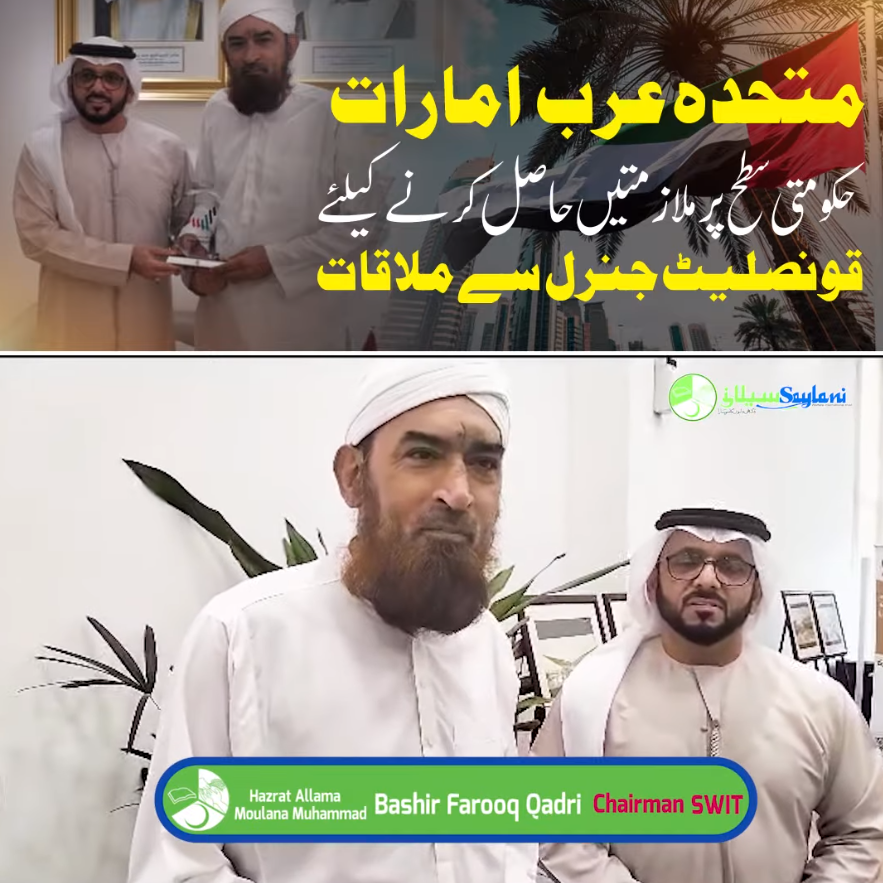 متحدہ عرب امارات
حکومتی سطح پر ملازمتیں حاصل کرنے کیلئے
قونصلیٹ جنرل سے ملاقات
سیلانی Saylani
Hazrat Allama
Moulana Muhammad Bashir Farooq Qadri Chairman SWIT